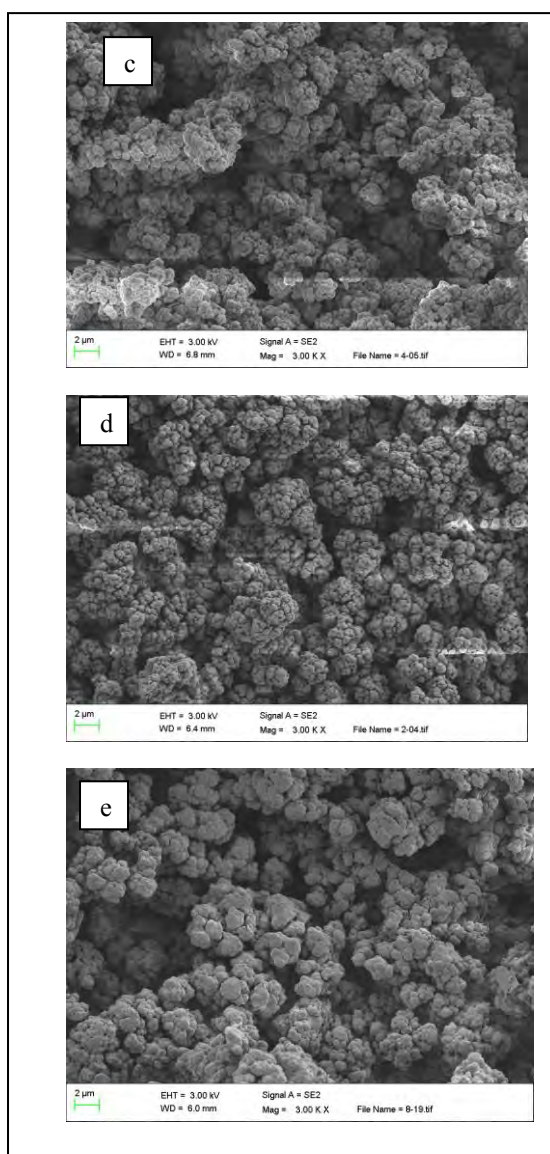 c
2 µm EHT = 3.00 kV Signal A = SE2
WD = 6.8 mm Mag = 3.00 K X File Name = 4-05.tif
d
2 µm EHT = 3.00 kV Signal A = SE2
WD = 6.4 mm Mag = 3.00 K X File Name = 2-04.tif
e
2 µm EHT = 3.00 kV Signal A = SE2
WD = 6.0 mm Mag = 3.00 K X File Name = 8-19.tif